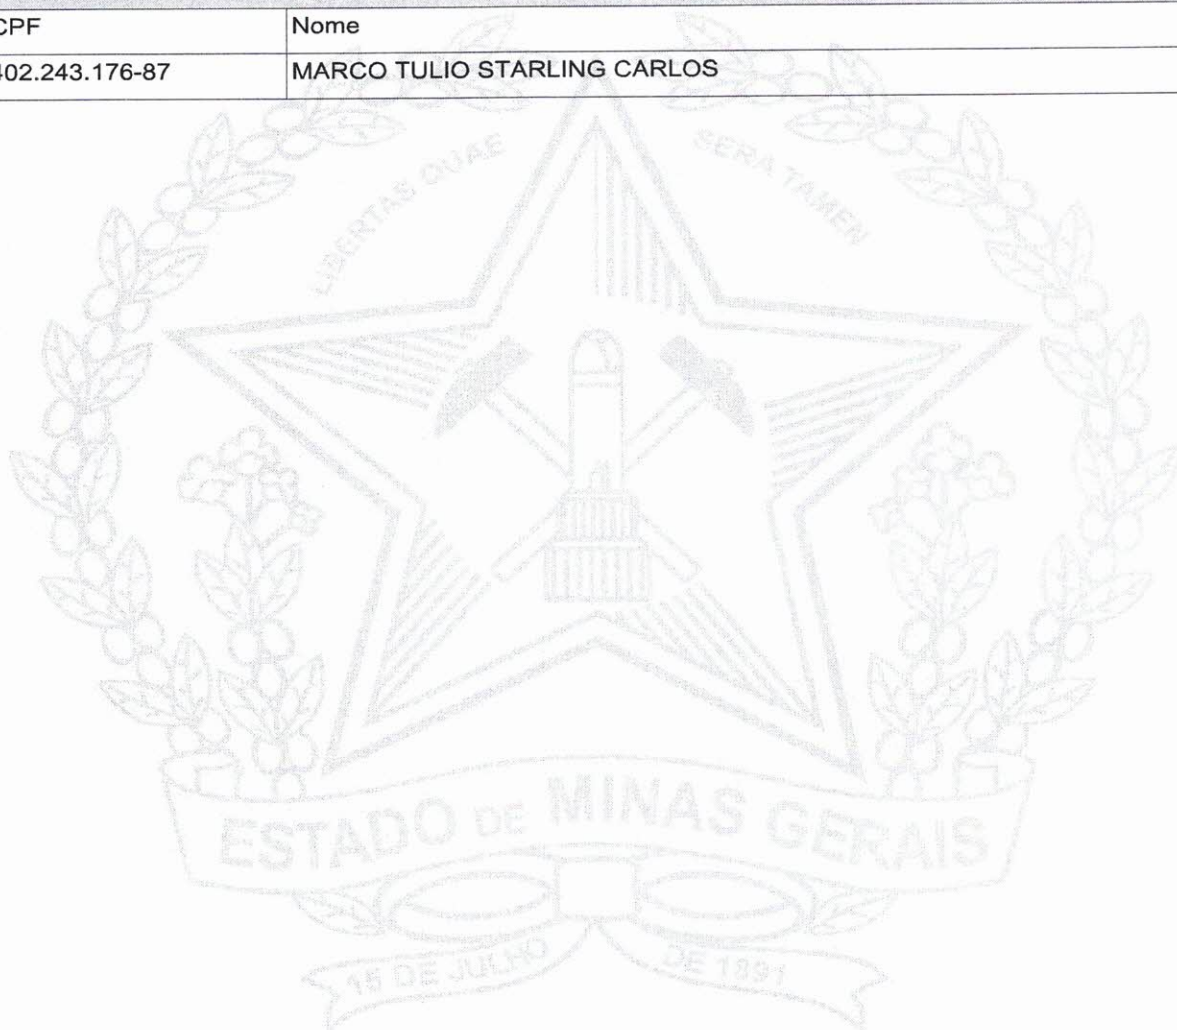 CPF Nome
402.243.176-87 MARCO TULIO STARLING CARLOS
LIBERTAS QUAE SERA TAMEN
ESTADO DE MINAS GERAIS
15 DE JULHO DE 1891